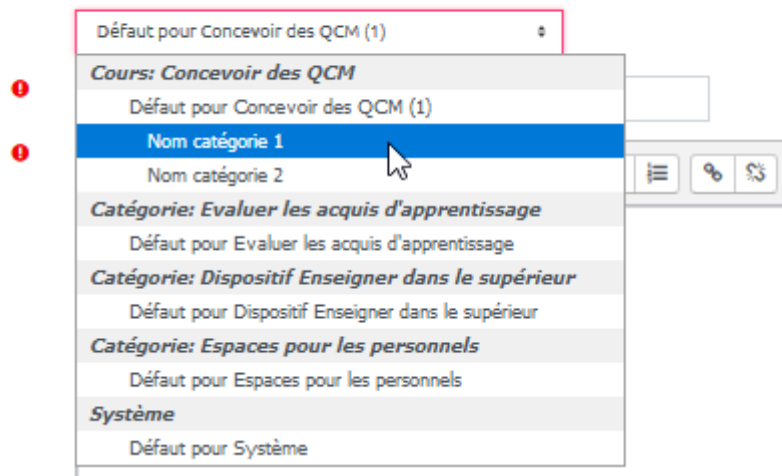 Défaut pour Concevoir des QCM (1)
Cours: Concevoir des QCM
Défaut pour Concevoir des QCM (1)
Nom catégorie 1
Nom catégorie 2
Catégorie: Evaluer les acquis d'apprentissage
Défaut pour Evaluer les acquis d'apprentissage
Catégorie: Dispositif Enseigner dans le supérieur
Défaut pour Dispositif Enseigner dans le supérieur
Catégorie: Espaces pour les personnels
Défaut pour Espaces pour les personnels
Système
Défaut pour Système